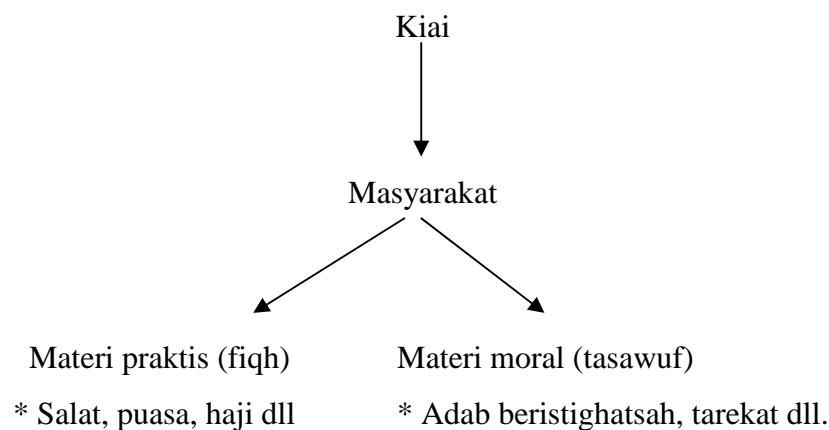 Kiai
Masyarakat
Materi praktis (fiqh)
Materi moral (tasawuf)
* Salat, puasa, haji dll
* Adab beristighatsah, tarekat dll.